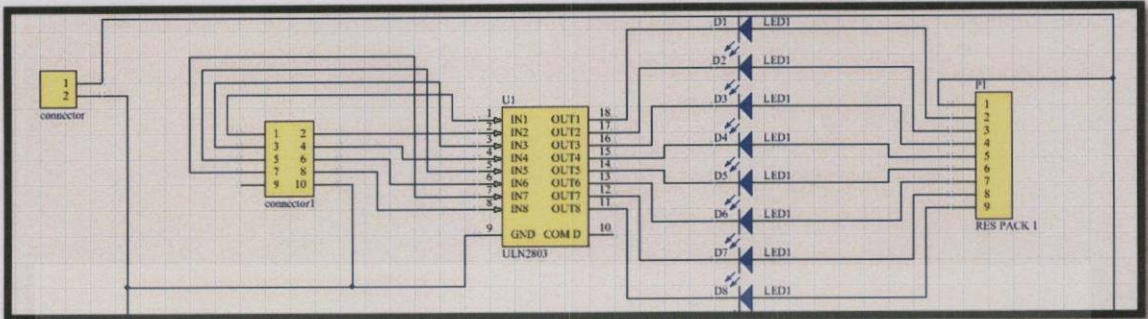 1
2
connector
1 2
3 4
5 6
7 8
9 10
connector1
U1
1 IN1 OUT1 18
2 IN2 OUT2 17
3 IN3 OUT3 16
4 IN4 OUT4 15
5 IN5 OUT5 14
6 IN6 OUT6 13
7 IN7 OUT7 12
8 IN8 OUT8 11
9 GND COM D 10
ULN2803
D1 LED1
D2 LED1
D3 LED1
D4 LED1
D5 LED1
D6 LED1
D7 LED1
D8 LED1
P1
1
2
3
4
5
6
7
8
9
RES PACK 1